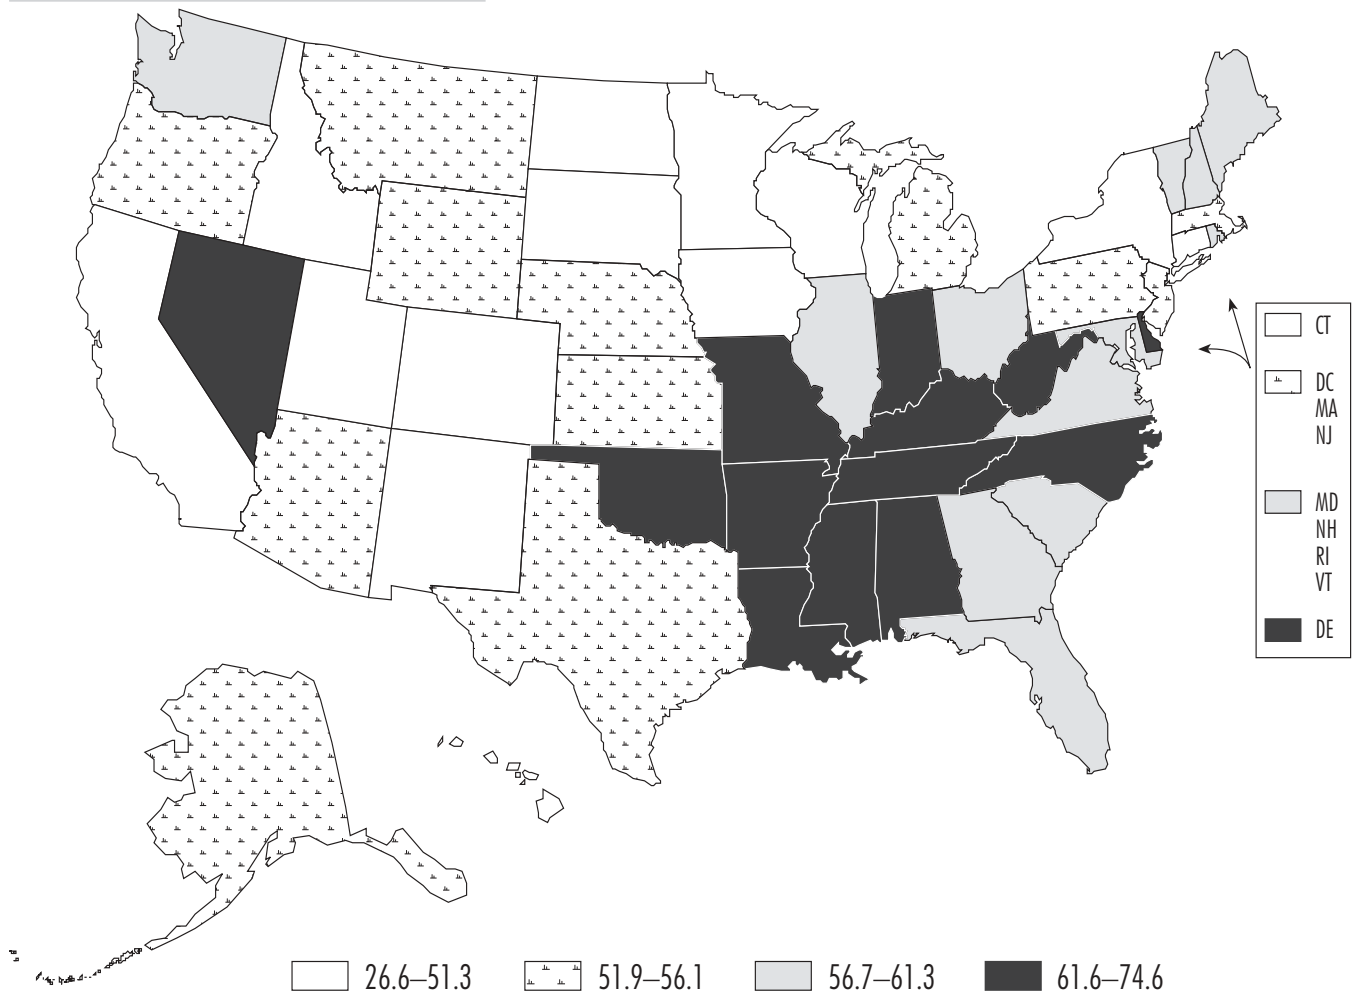 CT
DC
MA
NJ
MD
NH
RI
VT
DE
26.6–51.3 51.9–56.1 56.7–61.3 61.6–74.6